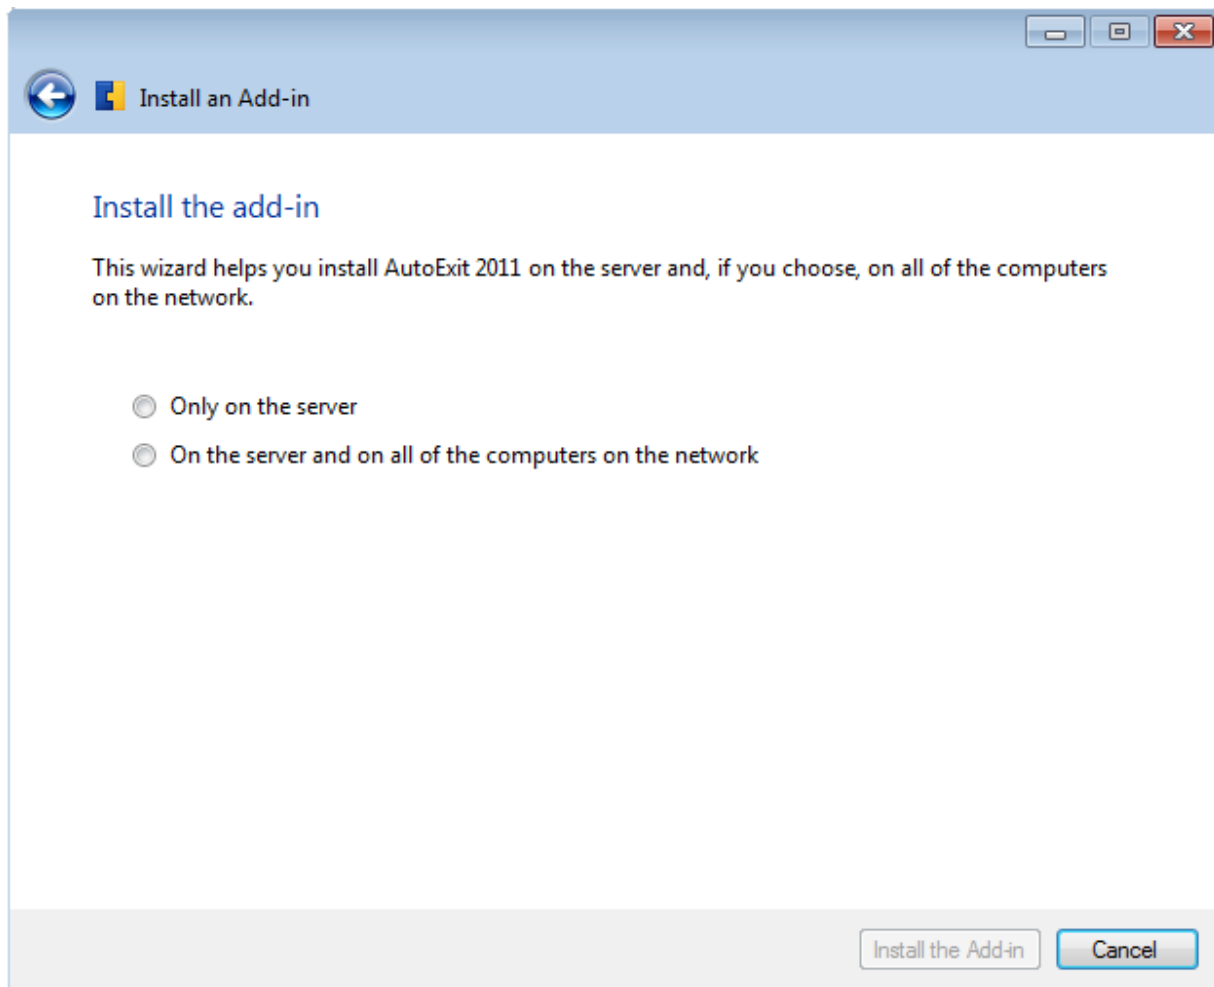 Install an Add-in
Install the add-in
This wizard helps you install AutoExit 2011 on the server and, if you choose, on all of the computers
on the network.
Only on the server
On the server and on all of the computers on the network
Install the Add-in
Cancel